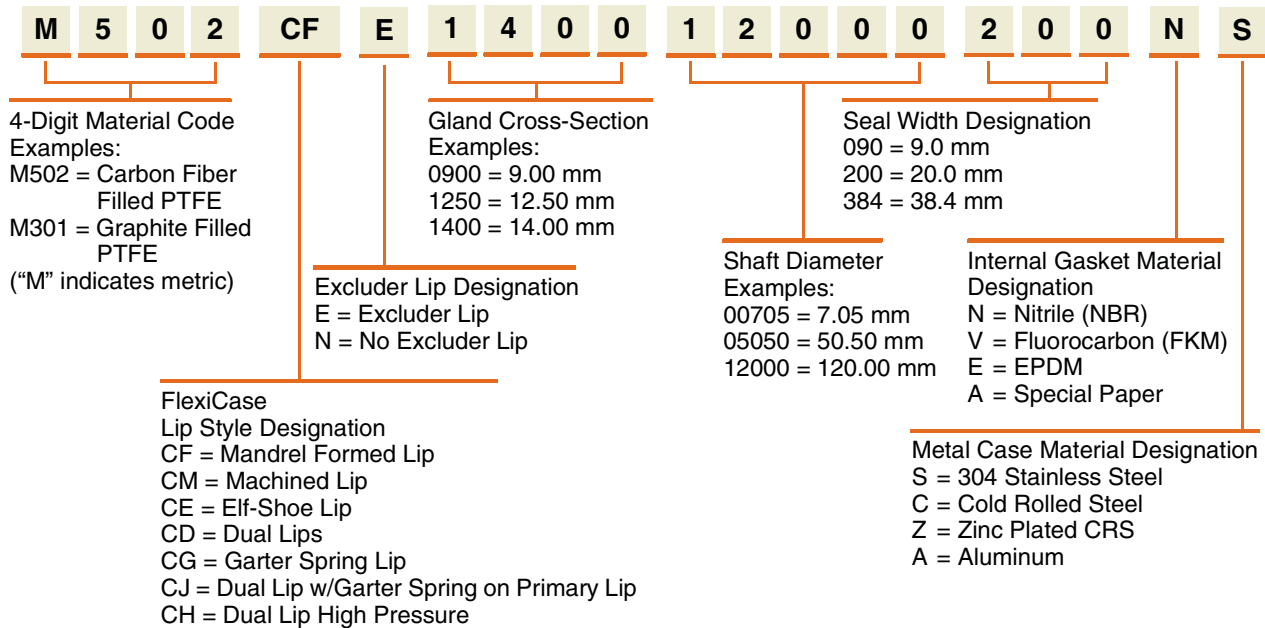 M 5 0 2 CF E 1 4 0 0 1 2 0 0 0 2 0 0 N S
4-Digit Material Code
Examples:
M502 = Carbon Fiber
Filled PTFE
M301 = Graphite Filled
PTFE
(“M” indicates metric)
Gland Cross-Section
Examples:
0900 = 9.00 mm
1250 = 12.50 mm
1400 = 14.00 mm
Seal Width Designation
090 = 9.0 mm
200 = 20.0 mm
384 = 38.4 mm
Excluder Lip Designation
E = Excluder Lip
N = No Excluder Lip
Shaft Diameter
Examples:
00705 = 7.05 mm
05050 = 50.50 mm
12000 = 120.00 mm
Internal Gasket Material
Designation
N = Nitrile (NBR)
V = Fluorocarbon (FKM)
E = EPDM
A = Special Paper
FlexiCase
Lip Style Designation
CF = Mandrel Formed Lip
CM = Machined Lip
CE = Elf-Shoe Lip
CD = Dual Lips
CG = Garter Spring Lip
CJ = Dual Lip w/Garter Spring on Primary Lip
CH = Dual Lip High Pressure
Metal Case Material Designation
S = 304 Stainless Steel
C = Cold Rolled Steel
Z = Zinc Plated CRS
A = Aluminum